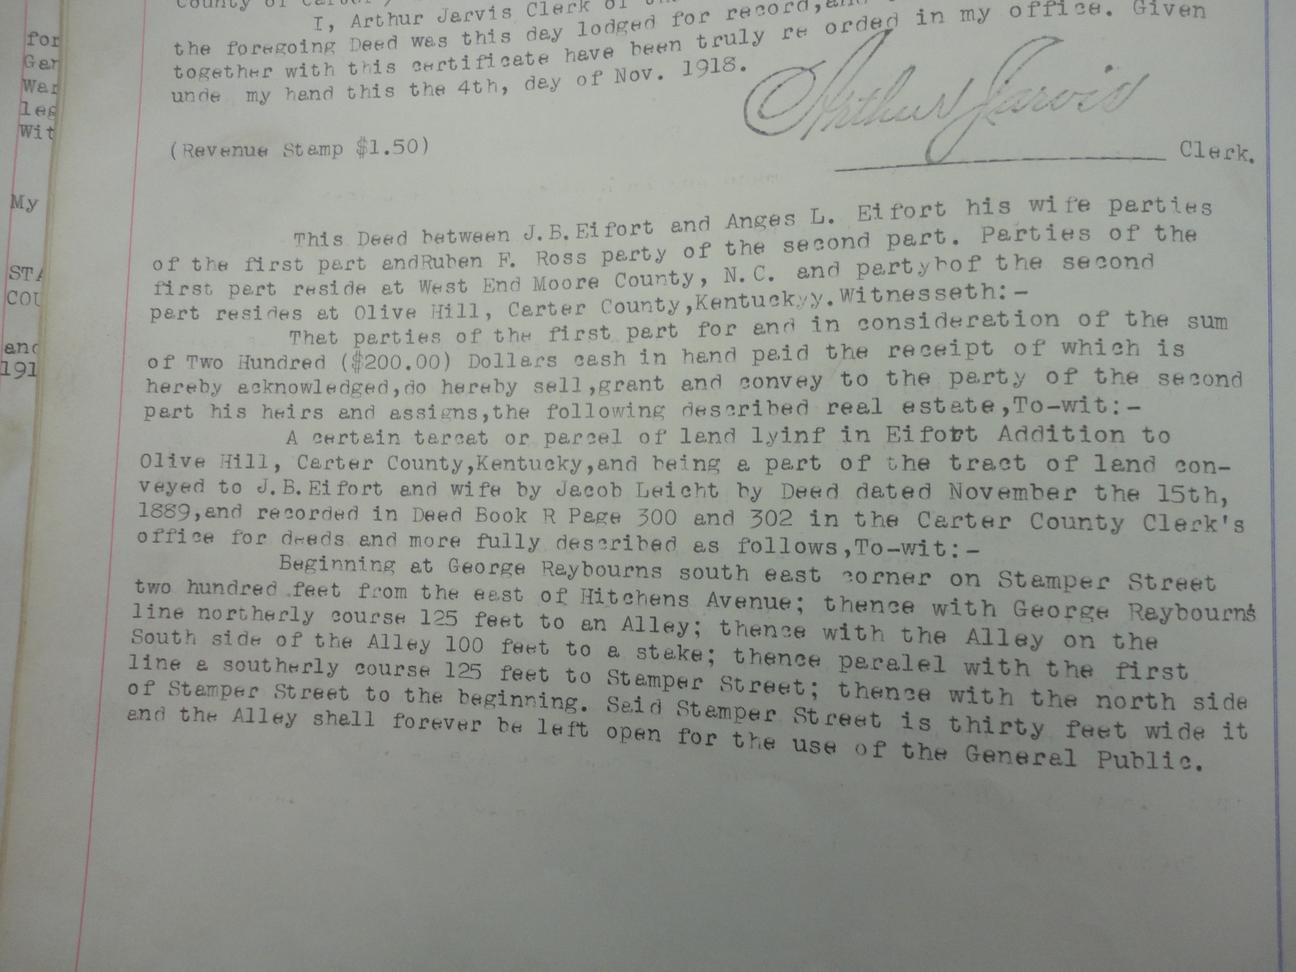 County of Carter
I, Arthur Jarvis Clerk of
the foregoing Deed was this day lodged for record,and
together with this certificate have been truly re orded in my office. Given
unde my hand this the 4th, day of Nov. 1918.
Arthur Jarvis
(Revenue Stamp $1.50)
Clerk.
This Deed between J.B.Eifort and Anges L. Eifort his wife parties
of the first part andRuben F. Ross party of the second part. Parties of the
first part reside at West End Moore County, N.C. and partyhof the second
part resides at Olive Hill, Carter County,Kentuckyy.Witnesseth:-
That parties of the first part for and in consideration of the sum
of Two Hundred ($200.00) Dollars cash in hand paid the receipt of which is
hereby acknowledged,do hereby sell,grant and convey to the party of the second
part his heirs and assigns,the following described real estate,To-wit:-
A certain tarcet or parcel of land lyinf in Eifort Addition to
Olive Hill, Carter County,Kentucky,and being a part of the tract of land con-
veyed to J.B.Eifort and wife by Jacob Leicht by Deed dated November the 15th,
1889,and recorded in Deed Book R Page 300 and 302 in the Carter County Clerk's
office for deeds and more fully described as follows,To-wit:-
Beginning at George Raybourns south east corner on Stamper Street
two hundred feet from the east of Hitchens Avenue; thence with George Raybourns
line northerly course 125 feet to an Alley; thence with the Alley on the
South side of the Alley 100 feet to a stake; thence paralel with the first
line a southerly course 125 feet to Stamper Street; thence with the north side
of Stamper Street to the beginning. Said Stamper Street is thirty feet wide it
and the Alley shall forever be left open for the use of the General Public.
for
Gar
War
leg
Wit
My
STA
COU
and
191